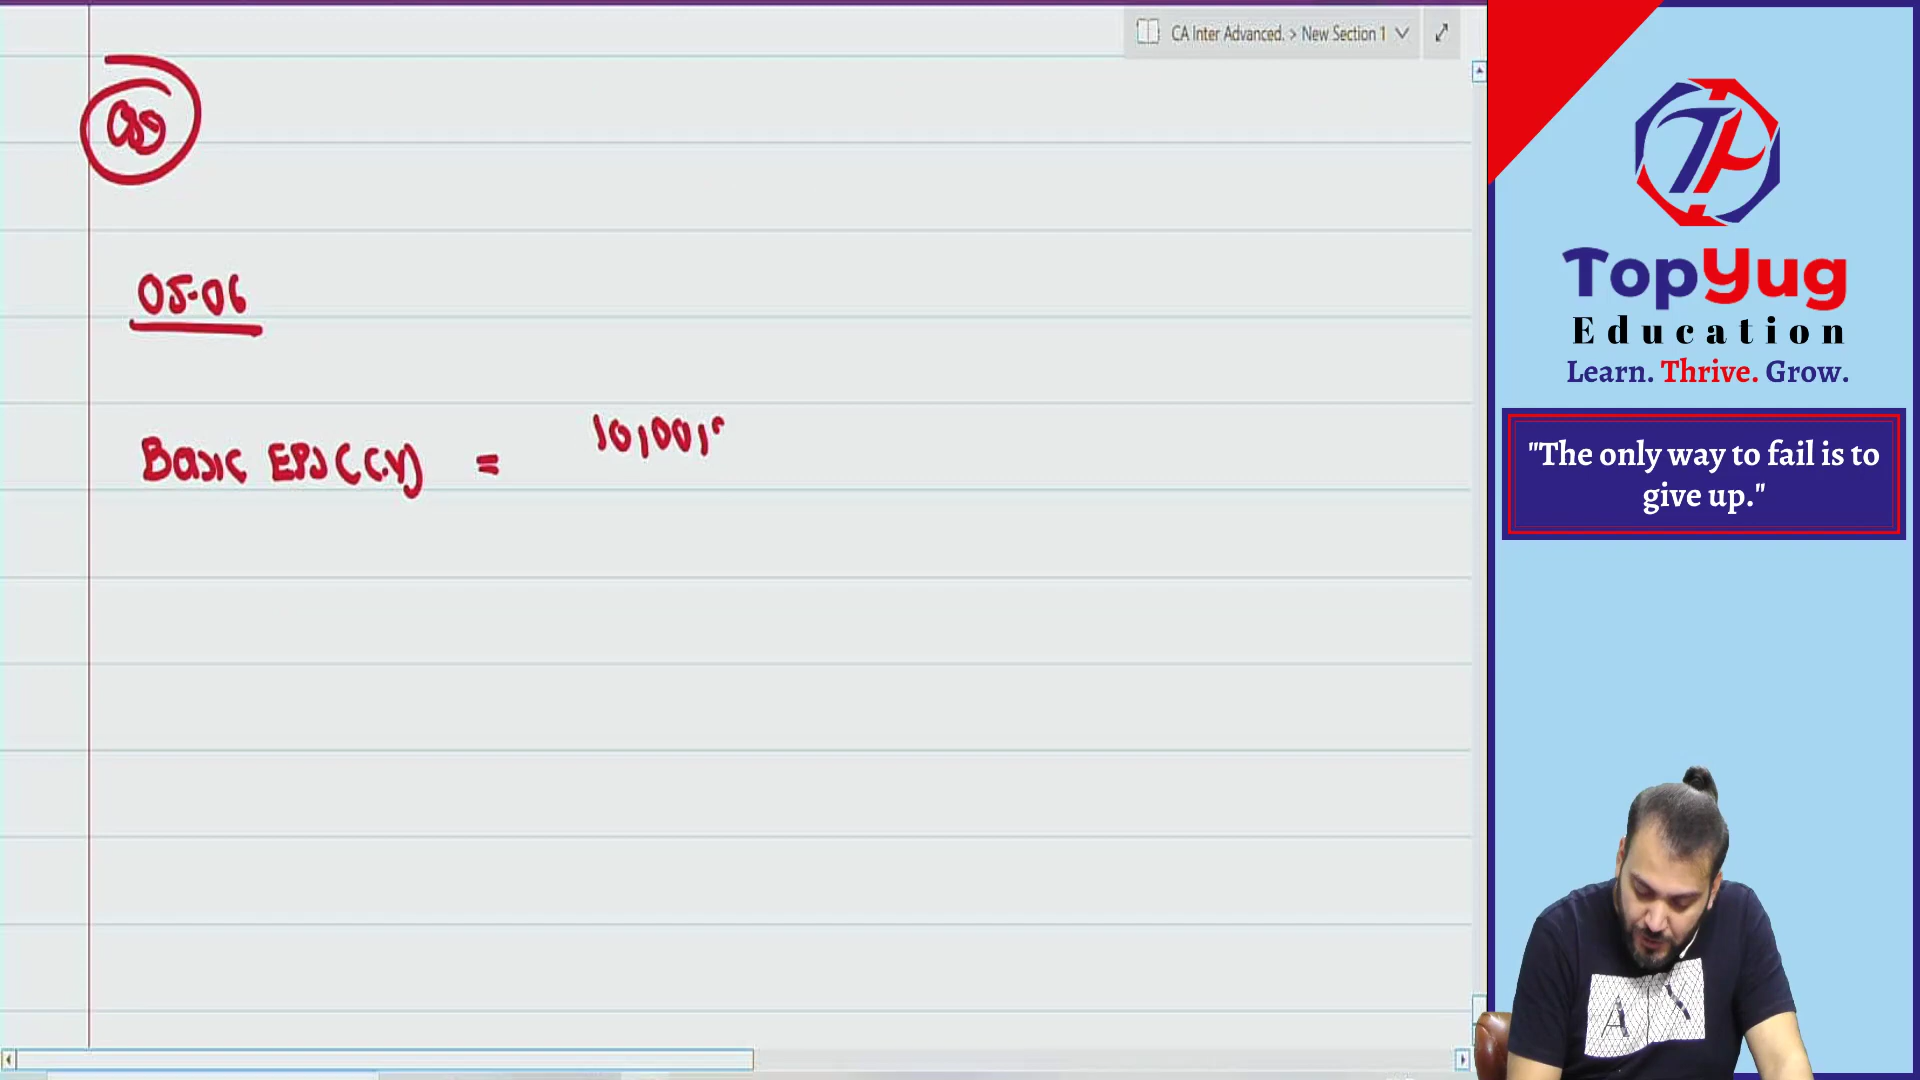 CA Inter Advanced. > New Section 1
05-06
Basic EPS (C.Y) = 10,00,
TopYug
Education
Learn. Thrive. Grow.
"The only way to fail is to
give up."